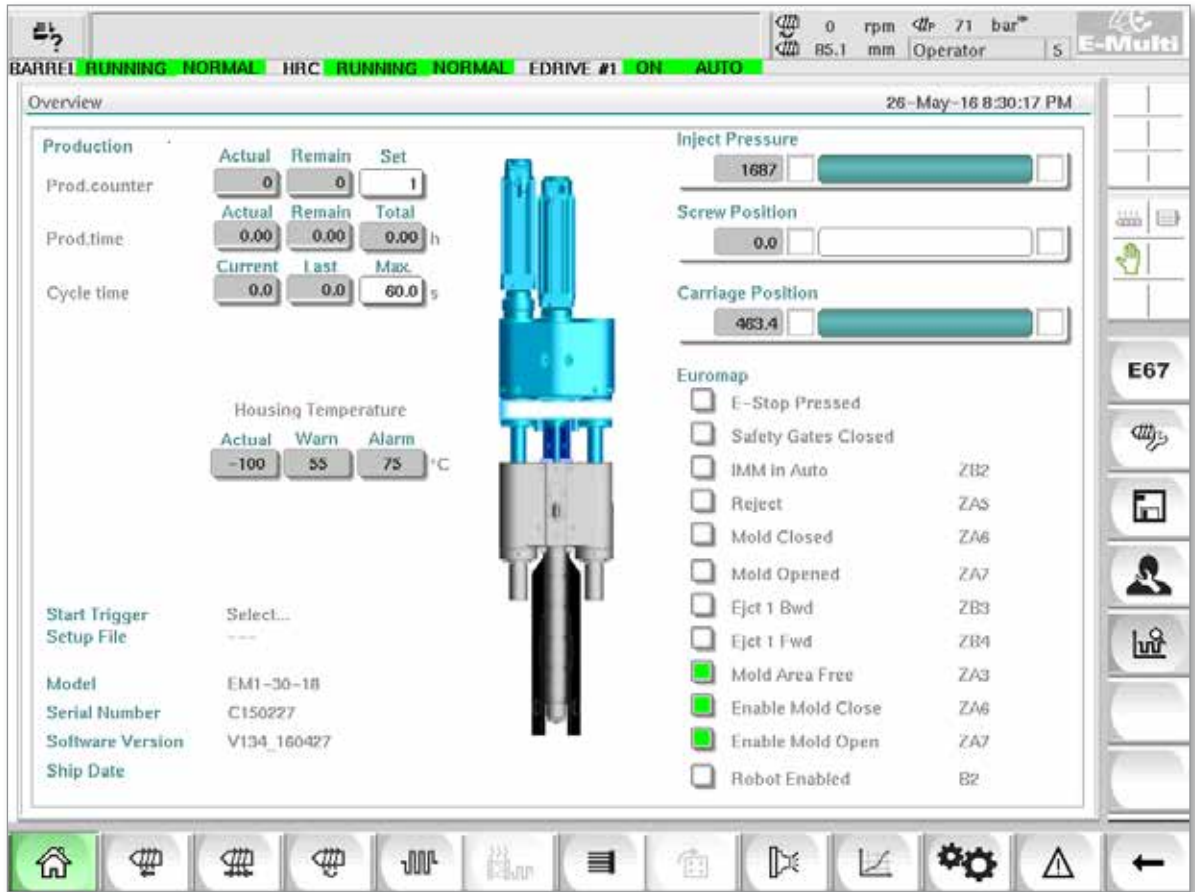 0 rpm P 71 bar
85.1 mm Operator 5 E-Multi
BARREL RUNNING NORMAL HRC RUNNING NORMAL EDRIVE #1 ON AUTO
Overview 26-May-16 8:30:17 PM
Production
Actual Remain Set
Prod.counter 0 0 1
Actual Remain Total
Prod.time 0.00 0.00 0.00 h
Current Last Max.
Cycle time 0.0 0.0 60.0 s
Housing Temperature
Actual Warn Alarm
-100 55 75 °C
Start Trigger Select...
Setup File ---
Model EM1-30-18
Serial Number C150227
Software Version V134_160427
Ship Date
Inject Pressure
1687
Screw Position
0.0
Carriage Position
463.4
Euromap
E-Stop Pressed
Safety Gates Closed
IMM in Auto ZB2
Reject ZA5
Mold Closed ZA6
Mold Opened ZA7
Ejct 1 Bwd ZB3
Ejct 1 Fwd ZB4
Mold Area Free ZA3
Enable Mold Close ZA6
Enable Mold Open ZA7
Robot Enabled B2
E67